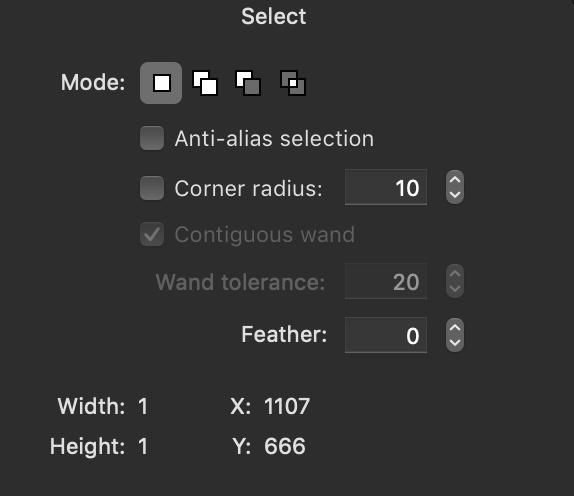 Select
Mode:
Anti-alias selection
Corner radius: 10
Contiguous wand
Wand tolerance: 20
Feather: 0
Width: 1 X: 1107
Height: 1 Y: 666